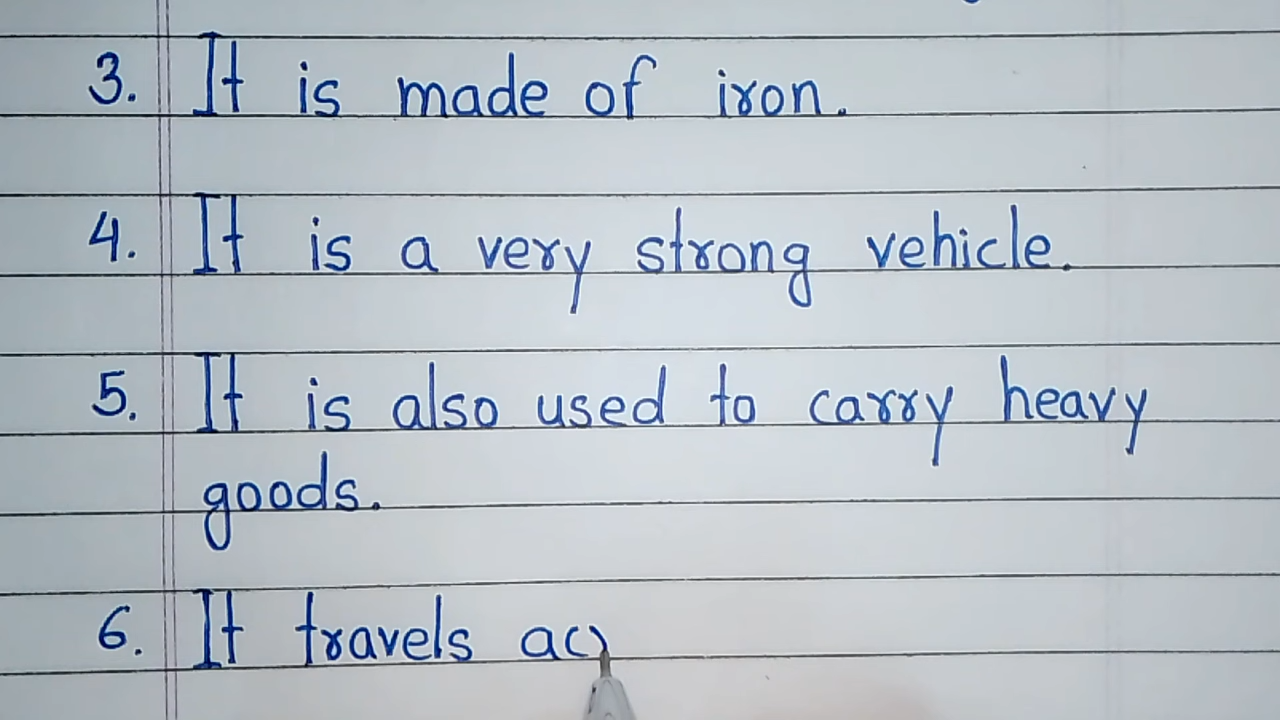 3. It is made of iron.
4. It is a very strong vehicle.
5. It is also used to carry heavy
goods.
6. It travels